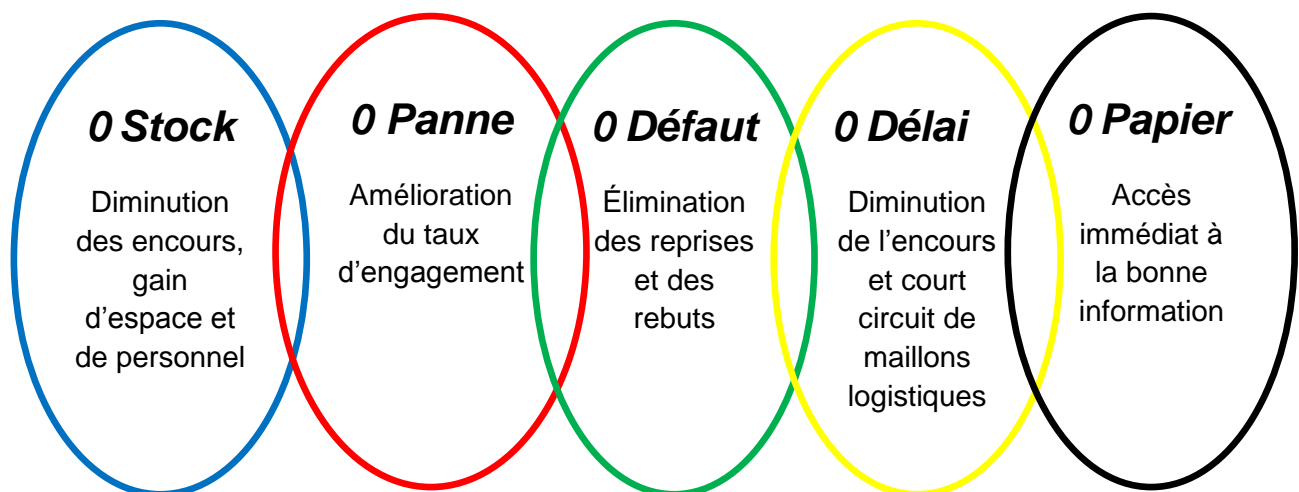 0 Stock
Diminution
des encours,
gain
d'espace et
de personnel
0 Panne
Amélioration
du taux
d'engagement
0 Défaut
Élimination
des reprises
et des
rebuts
0 Délai
Diminution
de l'encours
et court
circuit de
maillons
logistiques
0 Papier
Accès
immédiat à
la bonne
information